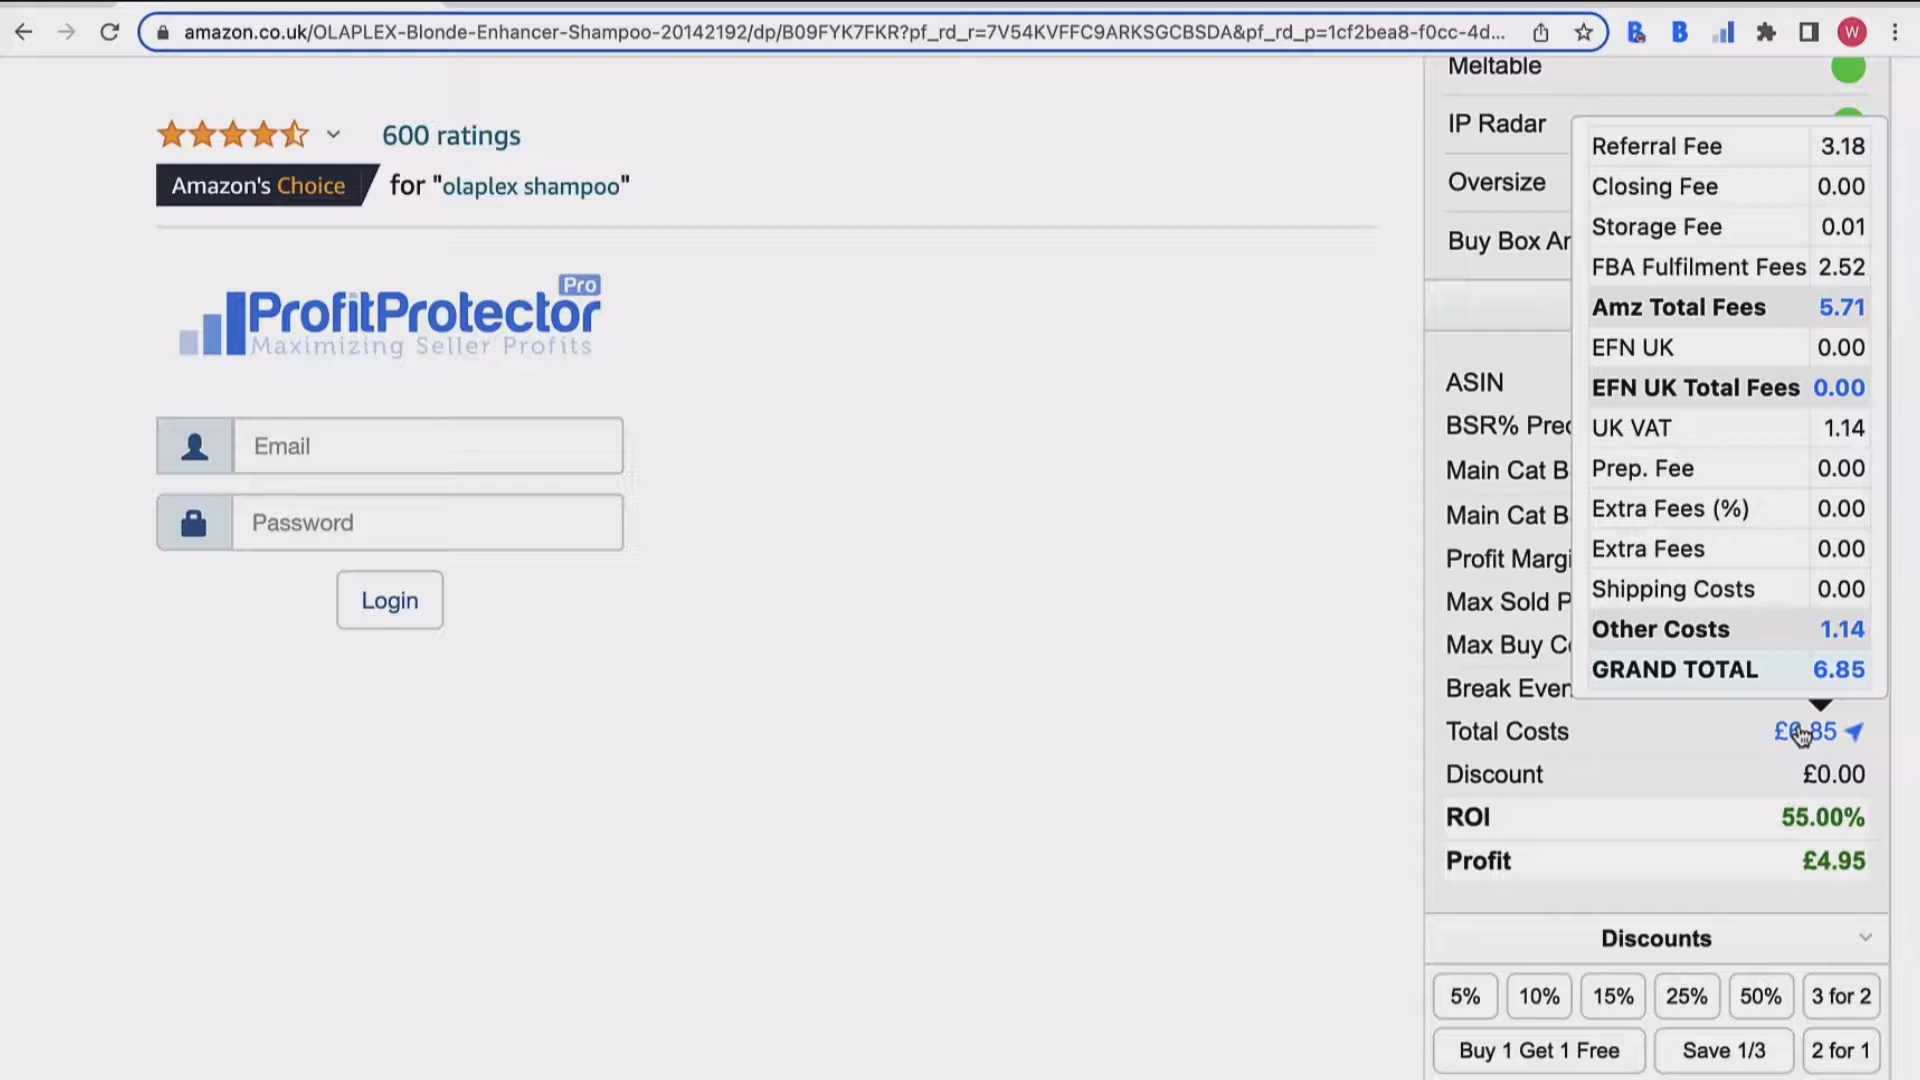 amazon.co.uk/OLAPLEX-Blonde-Enhancer-Shampoo-20142192/dp/B09FYK7FKR?pf_rd_r=7V54KVFFC9ARKSGCBSDA&pf_rd_p=1cf2bea8-f0cc-4d...
W
600 ratings
Amazon's Choice for "olaplex shampoo"
ProfitProtector Pro
Maximizing Seller Profits
Email
Password
Login
Meltable
IP Radar
Oversize
Buy Box Ar
Referral Fee 3.18
Closing Fee 0.00
Storage Fee 0.01
FBA Fulfilment Fees 2.52
Amz Total Fees 5.71
EFN UK 0.00
EFN UK Total Fees 0.00
UK VAT 1.14
Prep. Fee 0.00
Extra Fees (%) 0.00
Extra Fees 0.00
Shipping Costs 0.00
Other Costs 1.14
GRAND TOTAL 6.85
ASIN
BSR% Pre
Main Cat B
Main Cat B
Profit Margi
Max Sold P
Max Buy C
Break Even
Total Costs £6.85
Discount £0.00
ROI 55.00%
Profit £4.95
Discounts
5% 10% 15% 25% 50% 3 for 2
Buy 1 Get 1 Free Save 1/3 2 for 1